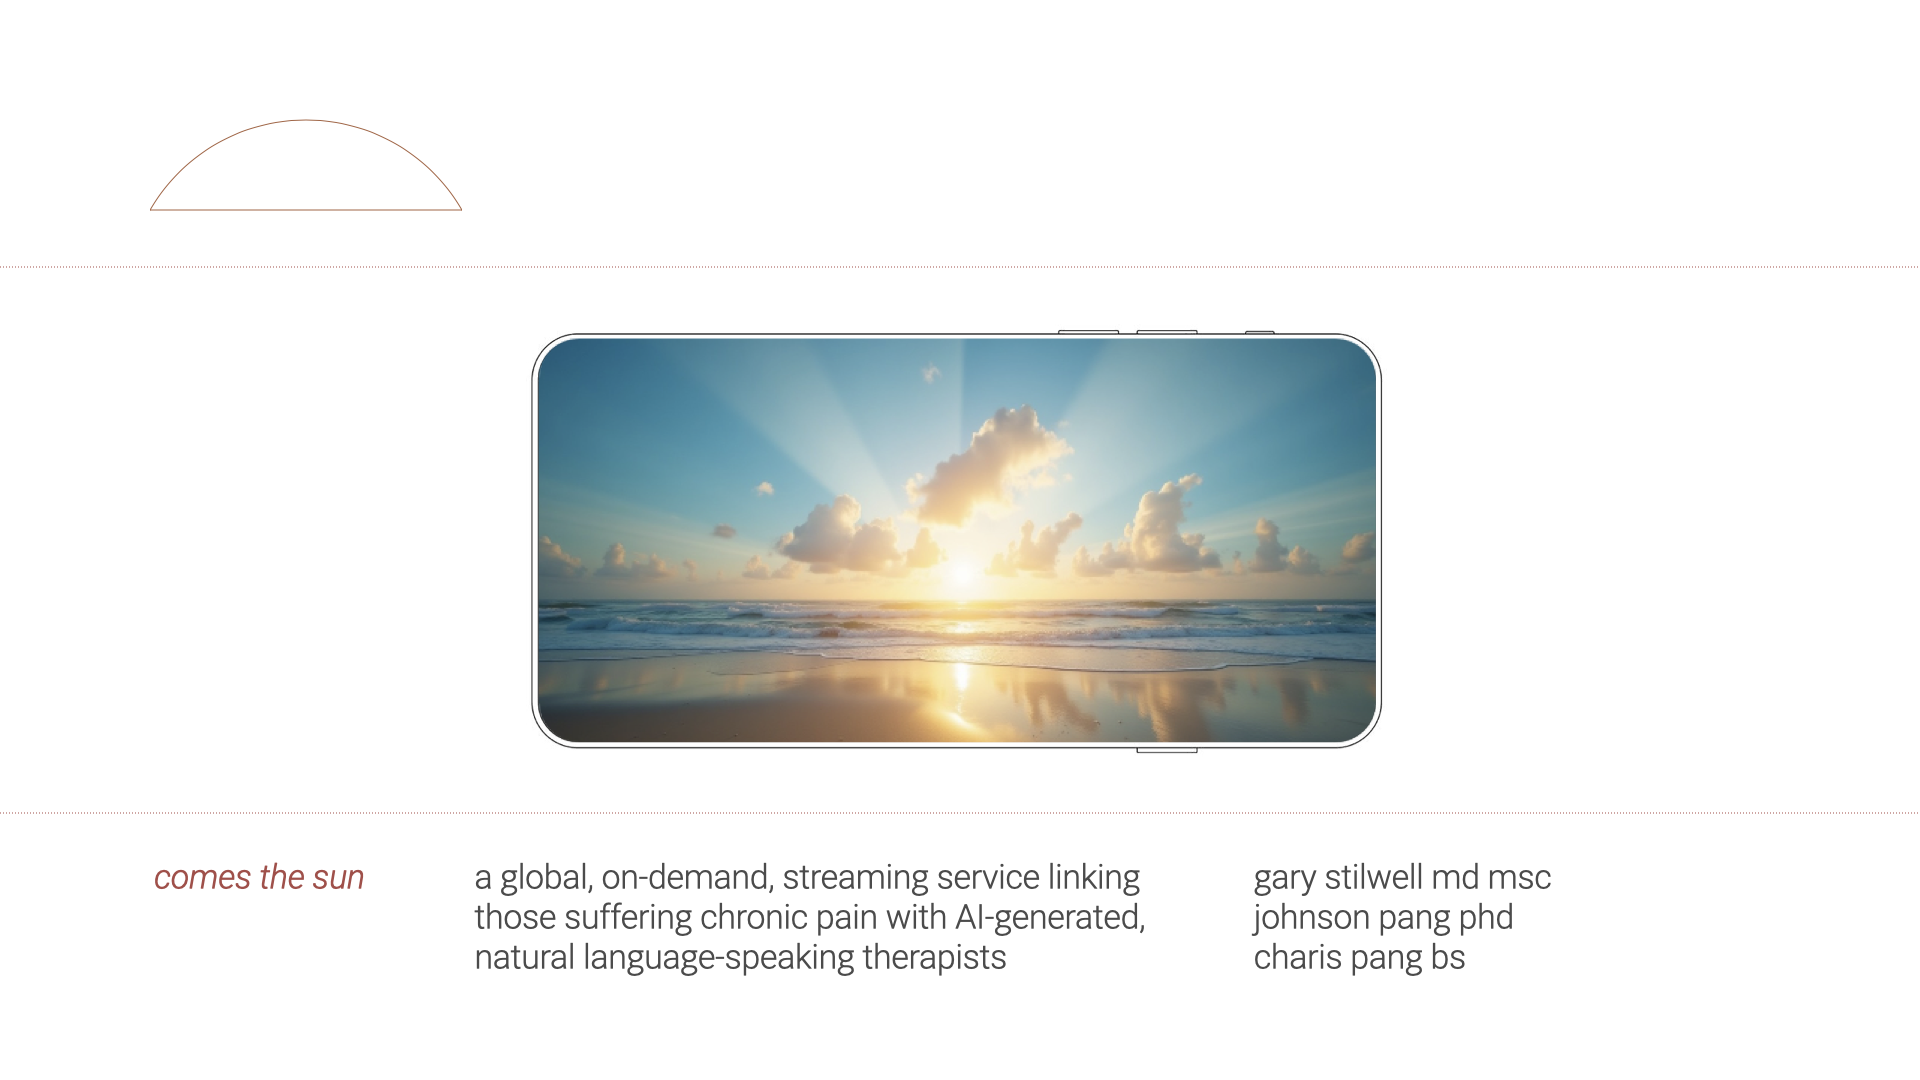 comes the sun
a global, on-demand, streaming service linking
those suffering chronic pain with AI-generated,
natural language-speaking therapists
gary stilwell md msc
johnson pang phd
charis pang bs